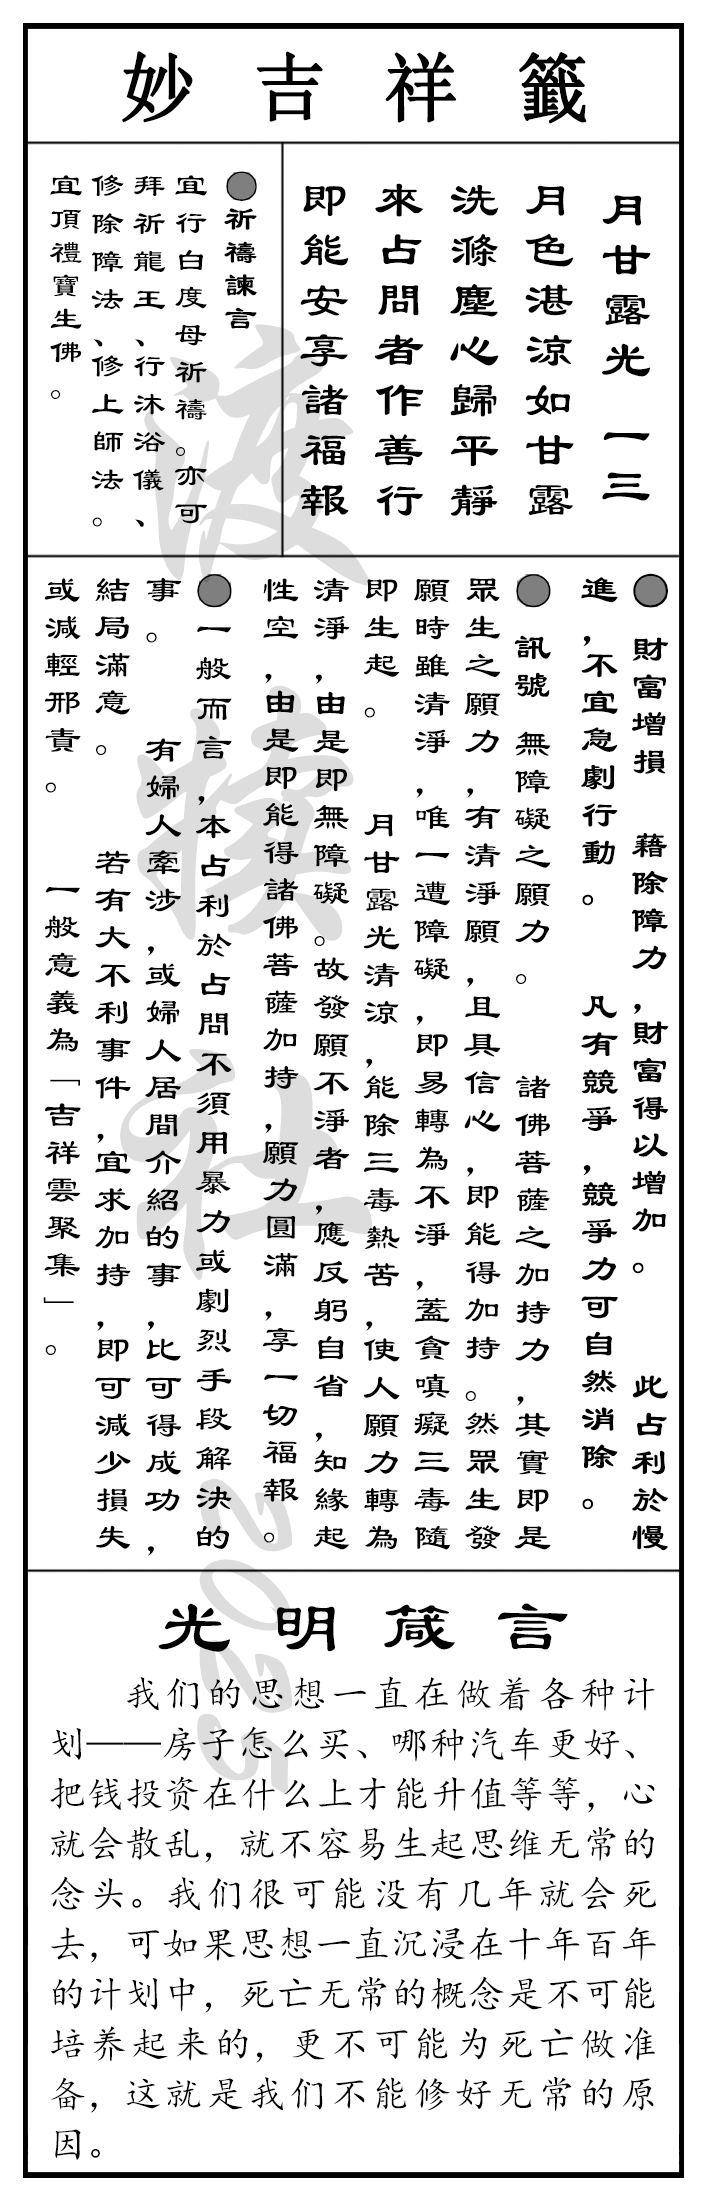 妙吉祥籤
月甘露光 一三
月色湛涼如甘露
洗滌塵心歸平靜
來占問者作善行
即能安享諸福報
●祈禱諫言
宜行白度母祈禱。亦可
拜祈龍王、行沐浴儀、
修除障法、修上師法。
宜頂禮寶生佛。
● 財富增損 藉除障力，財富得以增加。 此占利於慢
進，不宜急劇行動。 凡有競爭，競爭力可自然消除。
● 訊號 無障礙之願力。 諸佛菩薩之加持力，其實即是
眾生之願力，有清淨願，且具信心，即能得加持。然眾生發
願時雖清淨，唯一遭障礙，即易轉為不淨，蓋貪嗔癡三毒隨
即生起。 月甘露光清涼，能除三毒熱苦，使人願力轉為
清淨，由是即無障礙。故發願不淨者，應反躬自省，知緣起
性空，由是即能得諸佛菩薩加持，願力圓滿，享一切福報。
●一般而言，本占利於占問不須用暴力或劇烈手段解決的
事。 有婦人牽涉，或婦人居間介紹的事，比可得成功，
結局滿意。 若有大不利事件，宜求加持，即可減少損失
或減輕邪責。 一般意義為「吉祥雲聚集」。
渡犊社2025
光明箴言
我们的思想一直在做着各种计
划——房子怎么买、哪种汽车更好、
把钱投资在什么上才能升值等等，心
就会散乱，就不容易生起思维无常的
念头。我们很可能没有几年就会死
去，可如果思想一直沉浸在十年百年
的计划中，死亡无常的概念是不可能
培养起来的，更不可能为死亡做准
备，这就是我们不能修好无常的原
因。